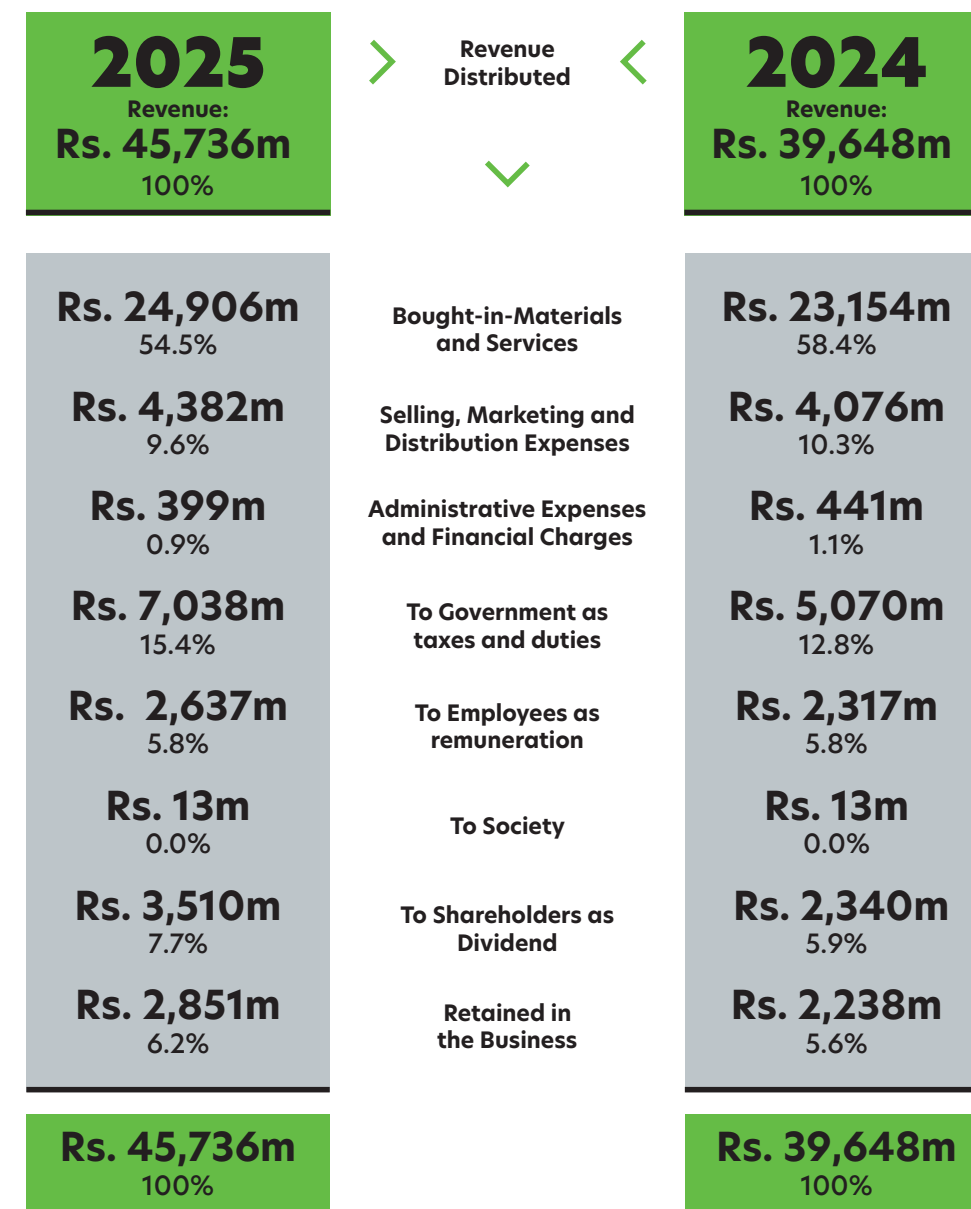 2025
Revenue:
Rs. 45,736m
100%
Revenue
Distributed
2024
Revenue:
Rs. 39,648m
100%
Rs. 24,906m
54.5%
Bought-in-Materials
and Services
Rs. 23,154m
58.4%
Rs. 4,382m
9.6%
Selling, Marketing and
Distribution Expenses
Rs. 4,076m
10.3%
Rs. 399m
0.9%
Administrative Expenses
and Financial Charges
Rs. 441m
1.1%
Rs. 7,038m
15.4%
To Government as
taxes and duties
Rs. 5,070m
12.8%
Rs. 2,637m
5.8%
To Employees as
remuneration
Rs. 2,317m
5.8%
Rs. 13m
0.0%
To Society
Rs. 13m
0.0%
Rs. 3,510m
7.7%
To Shareholders as
Dividend
Rs. 2,340m
5.9%
Rs. 2,851m
6.2%
Retained in
the Business
Rs. 2,238m
5.6%
Rs. 45,736m
100%
Rs. 39,648m
100%